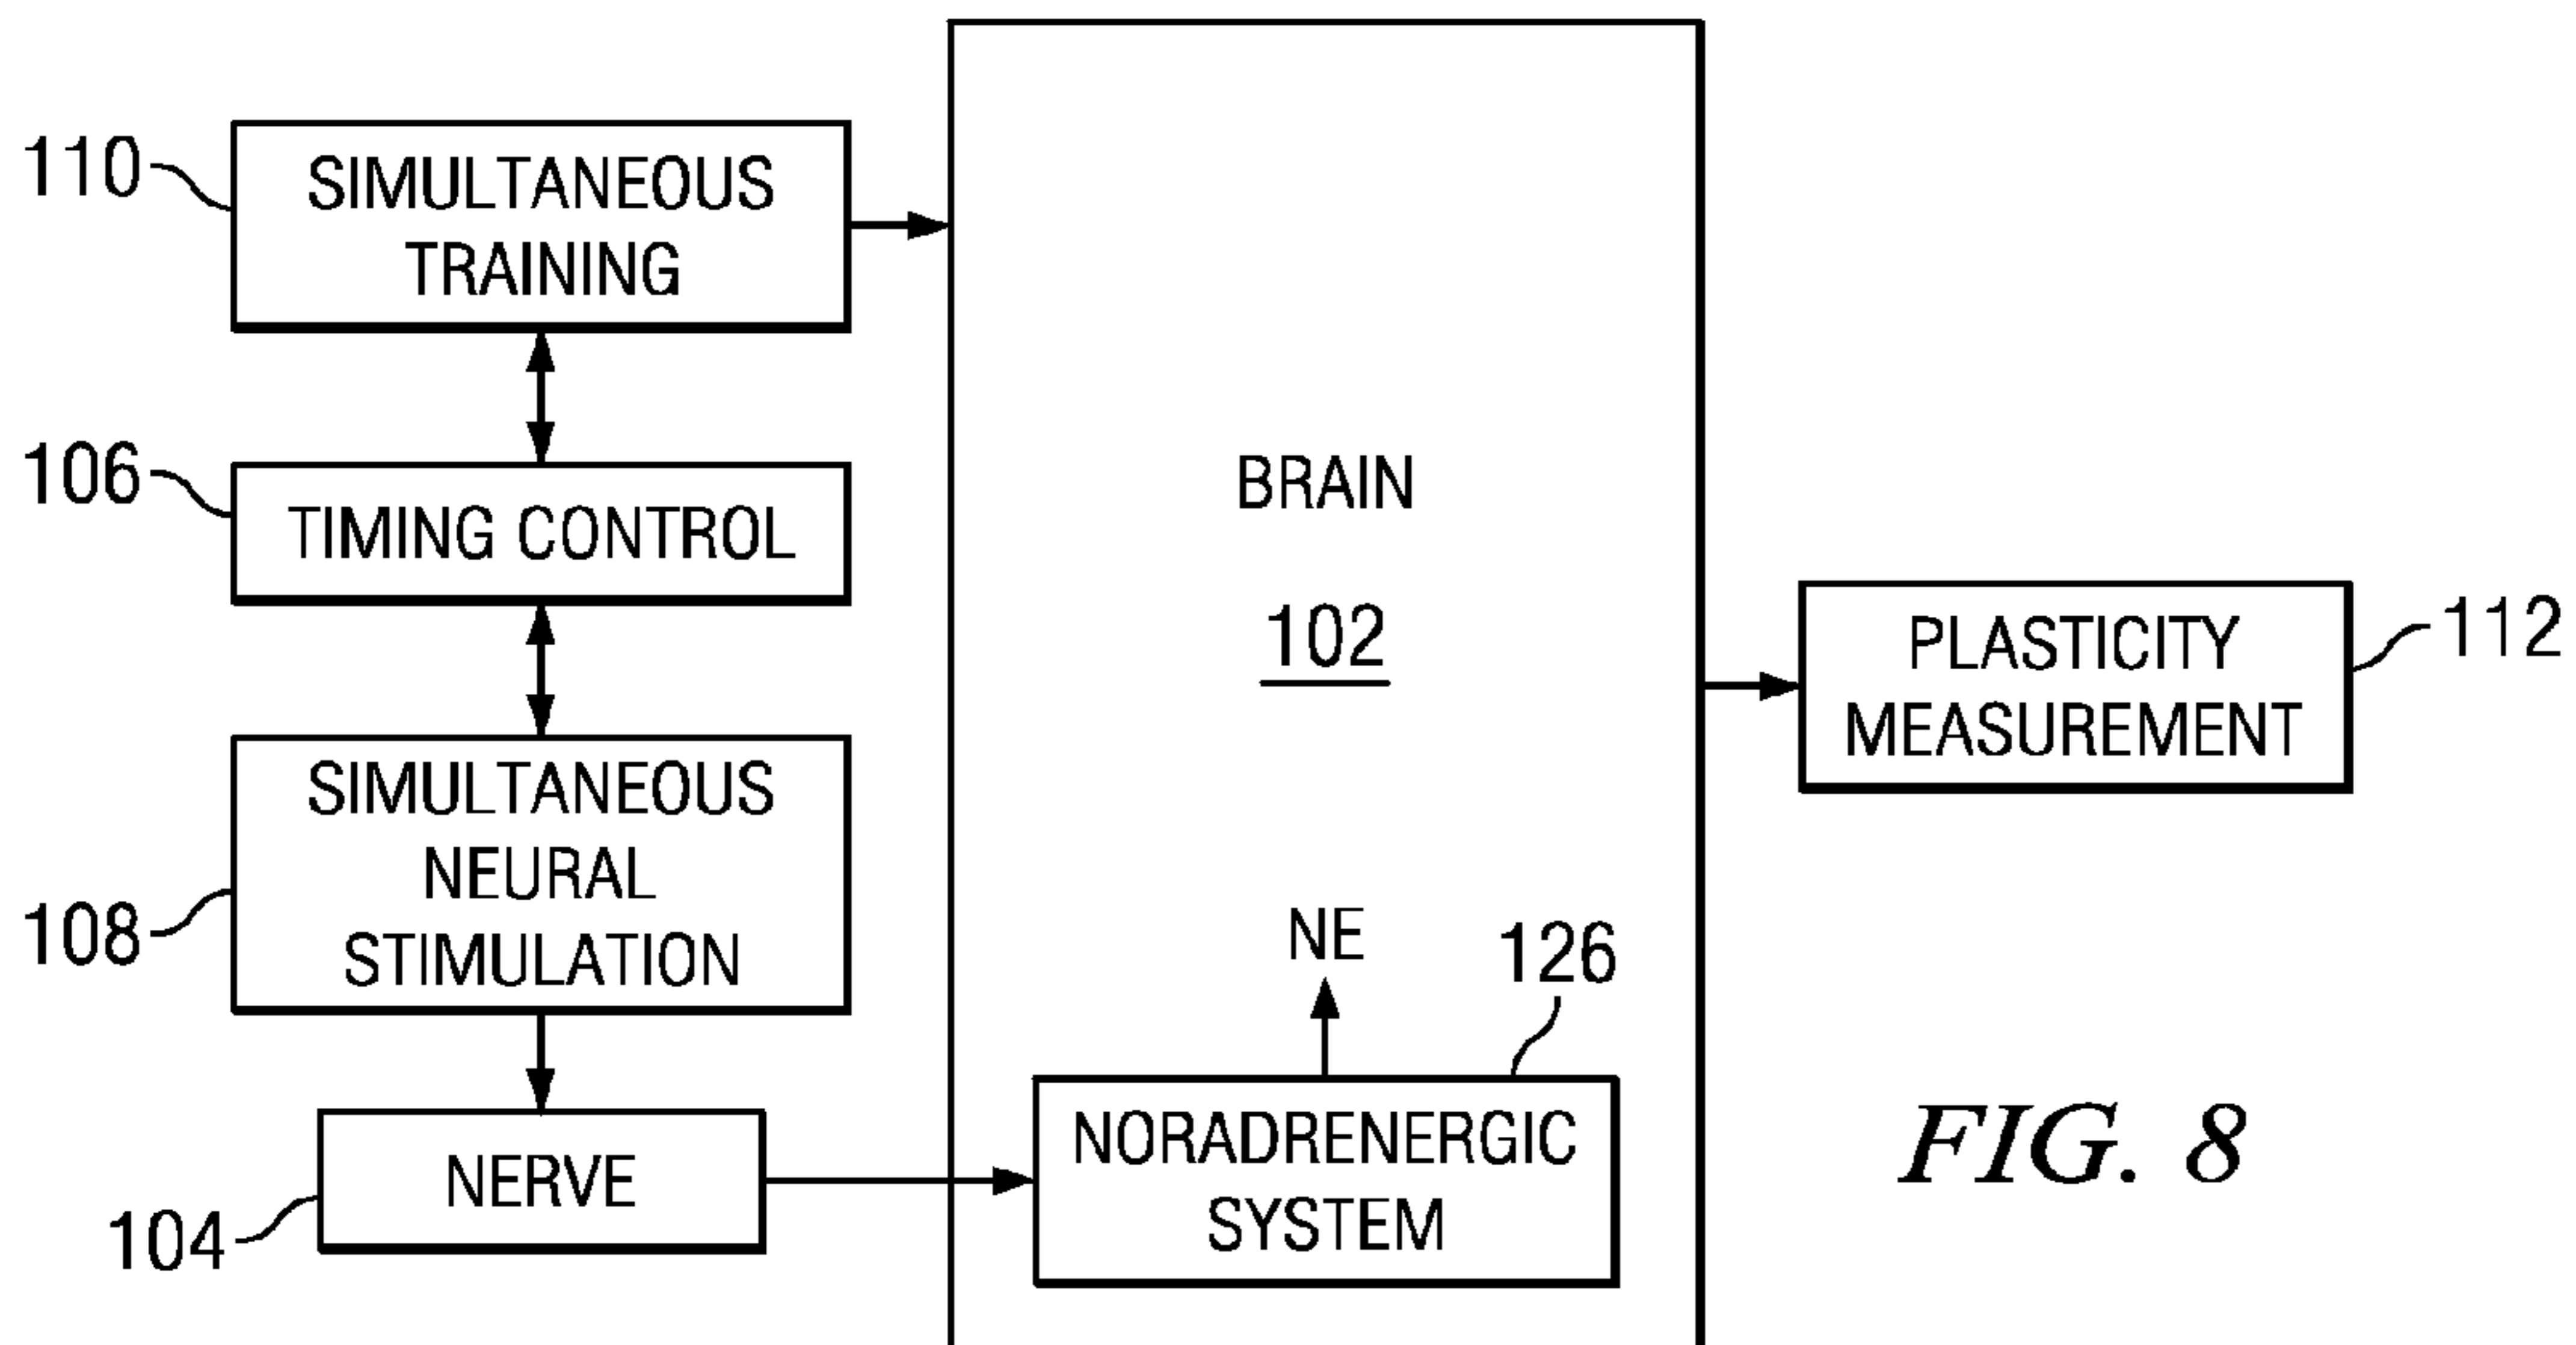 110
SIMULTANEOUS
TRAINING
106
TIMING CONTROL
108
SIMULTANEOUS
NEURAL
STIMULATION
104
NERVE
BRAIN
102
NE
126
NORADRENERGIC
SYSTEM
PLASTICITY
MEASUREMENT
112
FIG. 8